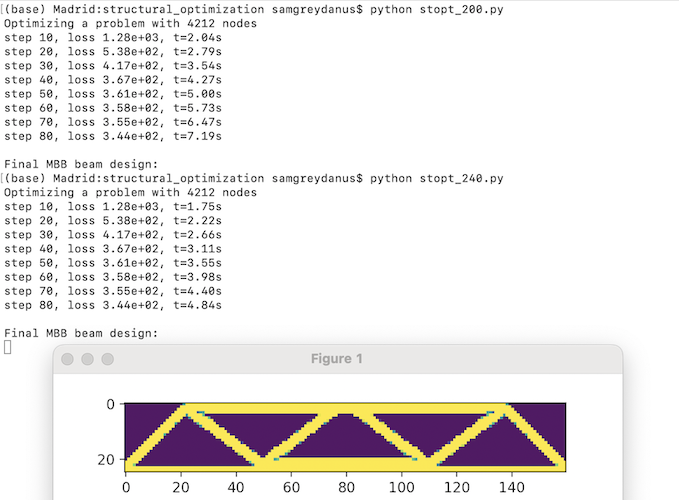 (base) Madrid:structural_optimization samgreydanus$ python stopt_200.py
Optimizing a problem with 4212 nodes
step 10, loss 1.28e+03, t=2.04s
step 20, loss 5.38e+02, t=2.79s
step 30, loss 4.17e+02, t=3.54s
step 40, loss 3.67e+02, t=4.27s
step 50, loss 3.61e+02, t=5.00s
step 60, loss 3.58e+02, t=5.73s
step 70, loss 3.55e+02, t=6.47s
step 80, loss 3.44e+02, t=7.19s
Final MBB beam design:
(base) Madrid:structural_optimization samgreydanus$ python stopt_240.py
Optimizing a problem with 4212 nodes
step 10, loss 1.28e+03, t=1.75s
step 20, loss 5.38e+02, t=2.22s
step 30, loss 4.17e+02, t=2.66s
step 40, loss 3.67e+02, t=3.11s
step 50, loss 3.61e+02, t=3.55s
step 60, loss 3.58e+02, t=3.98s
step 70, loss 3.55e+02, t=4.40s
step 80, loss 3.44e+02, t=4.84s
Final MBB beam design:
Figure 1
0
20
0 20 40 60 80 100 120 140